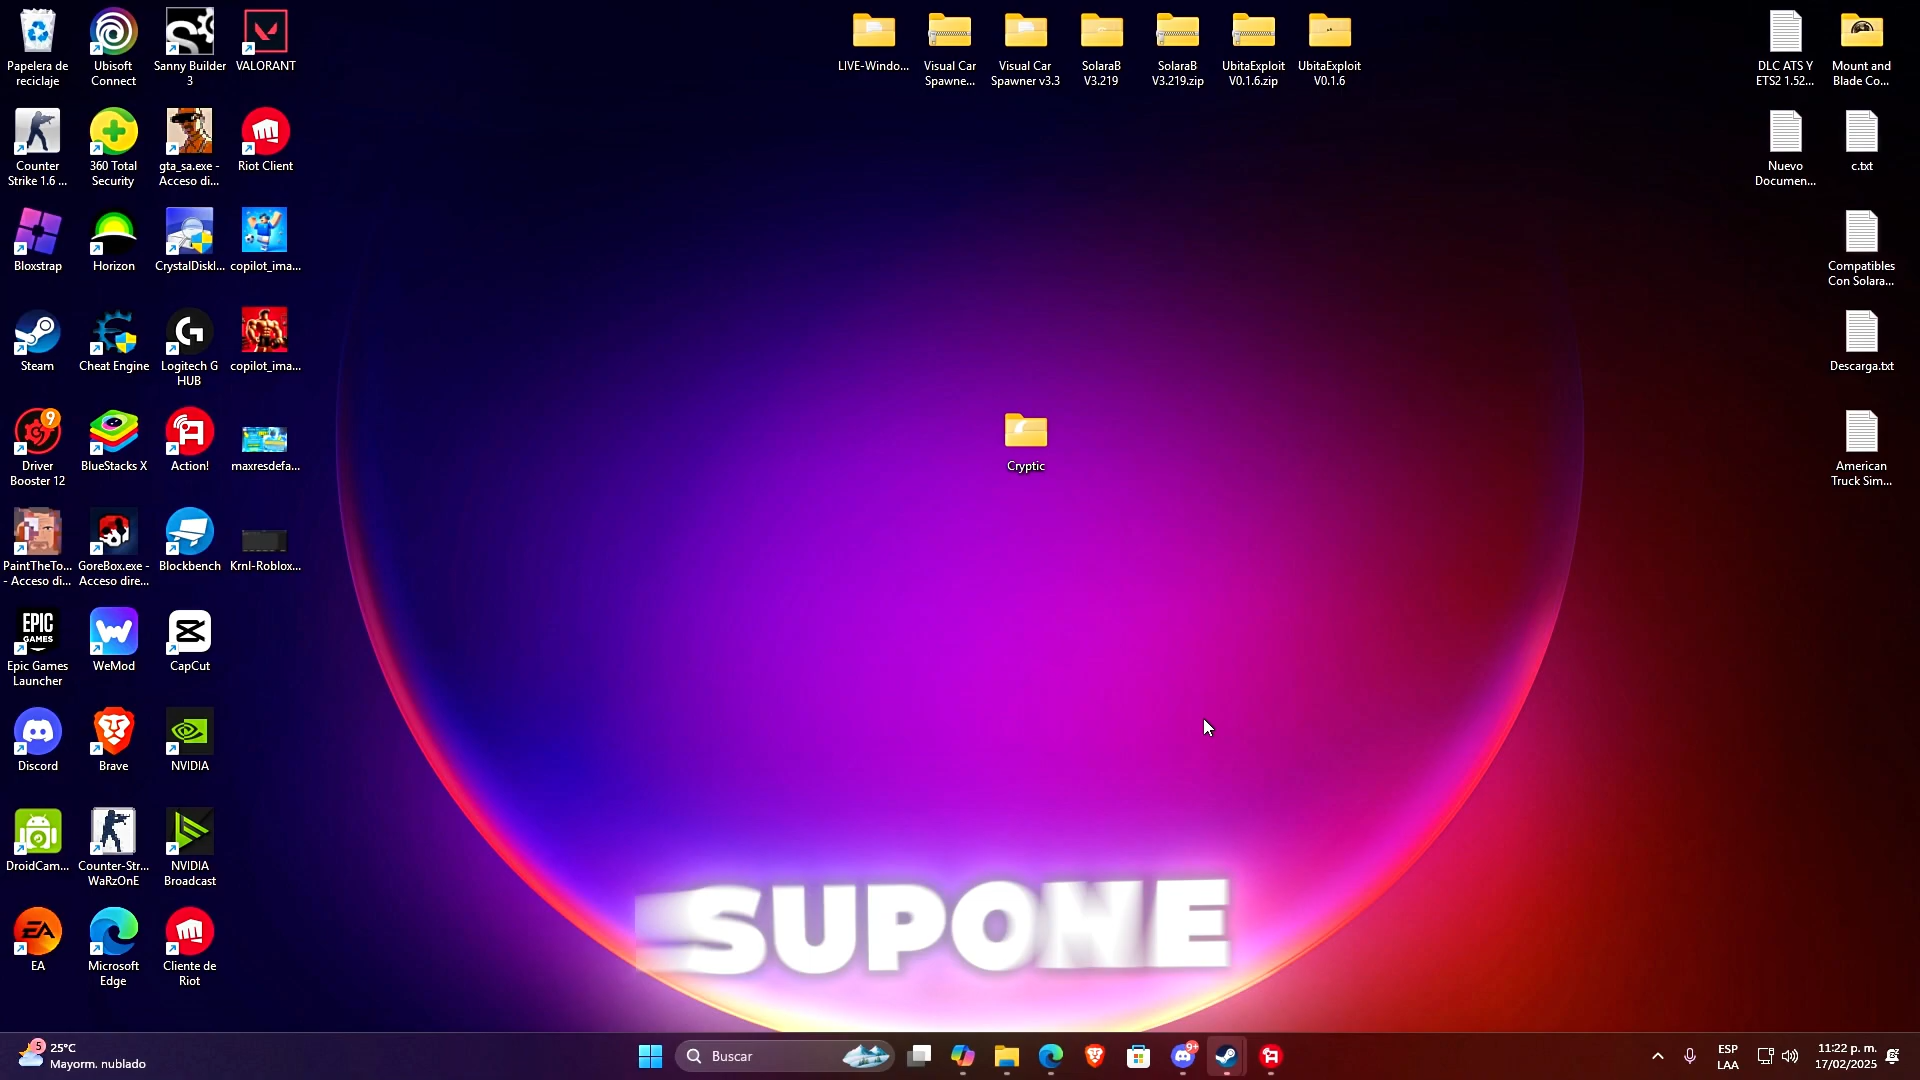 Papelera de
reciclaje
Ubisoft
Connect
Sanny Builder
3
VALORANT
LIVE-Windo...
Visual Car
Spawne...
Visual Car
Spawner v3.3
SolaraB
V3.219
SolaraB
V3.219.zip
UbitaExploit
V0.1.6.zip
UbitaExploit
V0.1.6
DLC ATS Y
ETS2 1.52...
Mount and
Blade Co...
Counter
Strike 1.6 ...
360 Total
Security
gta_sa.exe -
Acceso di...
Riot Client
Nuevo
Documen...
c.txt
Bloxstrap
Horizon
CrystalDiskI...
copilot_ima...
Compatibles
Con Solara...
Steam
Cheat Engine
Logitech G
HUB
copilot_ima...
Descarga.txt
9
Driver
Booster 12
BlueStacks X
Action!
maxresdefa...
Cryptic
American
Truck Sim...
PaintTheTo...
- Acceso di...
GoreBox.exe -
Acceso dire...
Blockbench
Krnl-Roblox...
EPIC
GAMES
Epic Games
Launcher
WeMod
CapCut
Discord
Brave
NVIDIA
DroidCam...
Counter-Str...
WaRzOnE
NVIDIA
Broadcast
EA
EA
Microsoft
Edge
Cliente de
Riot
SUPONE
5
25°C
Mayorm. nublado
Buscar
9+
ESP
LAA
11:22 p. m.
17/02/2025